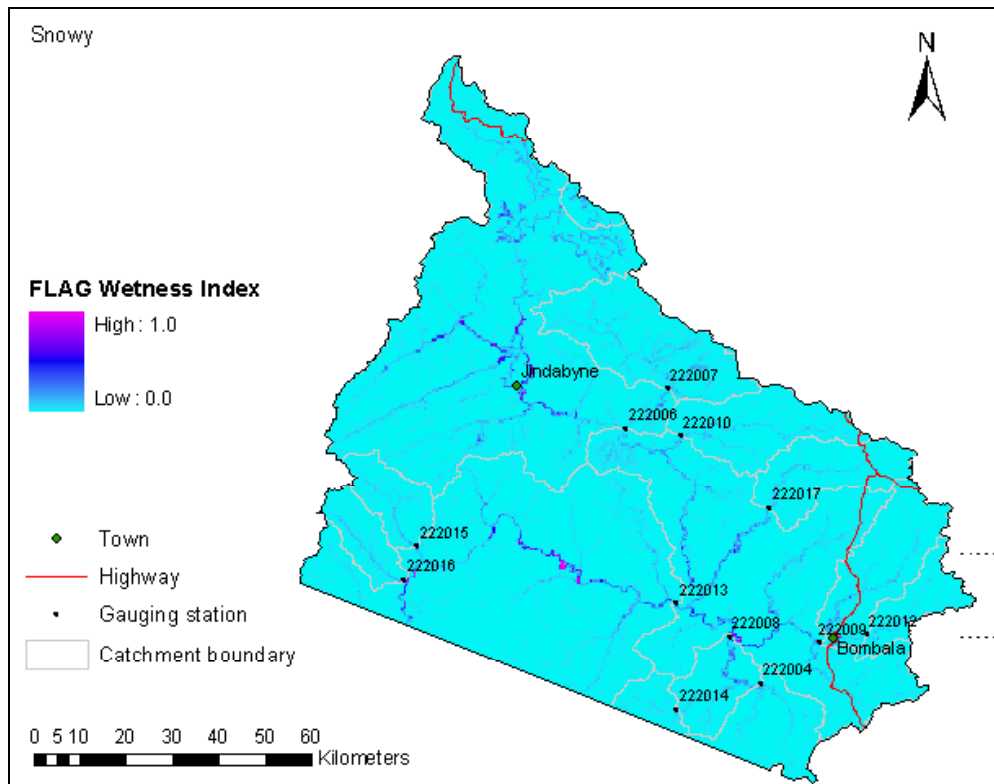 Snowy
N
FLAG Wetness Index
High : 1.0
Low : 0.0
Jindabyne
222007
222006
222010
222017
222015
222016
222013
222008
222009
222012
Bombala
222004
222014
Town
Highway
Gauging station
Catchment boundary
0 5 10 20 30 40 50 60
Kilometers